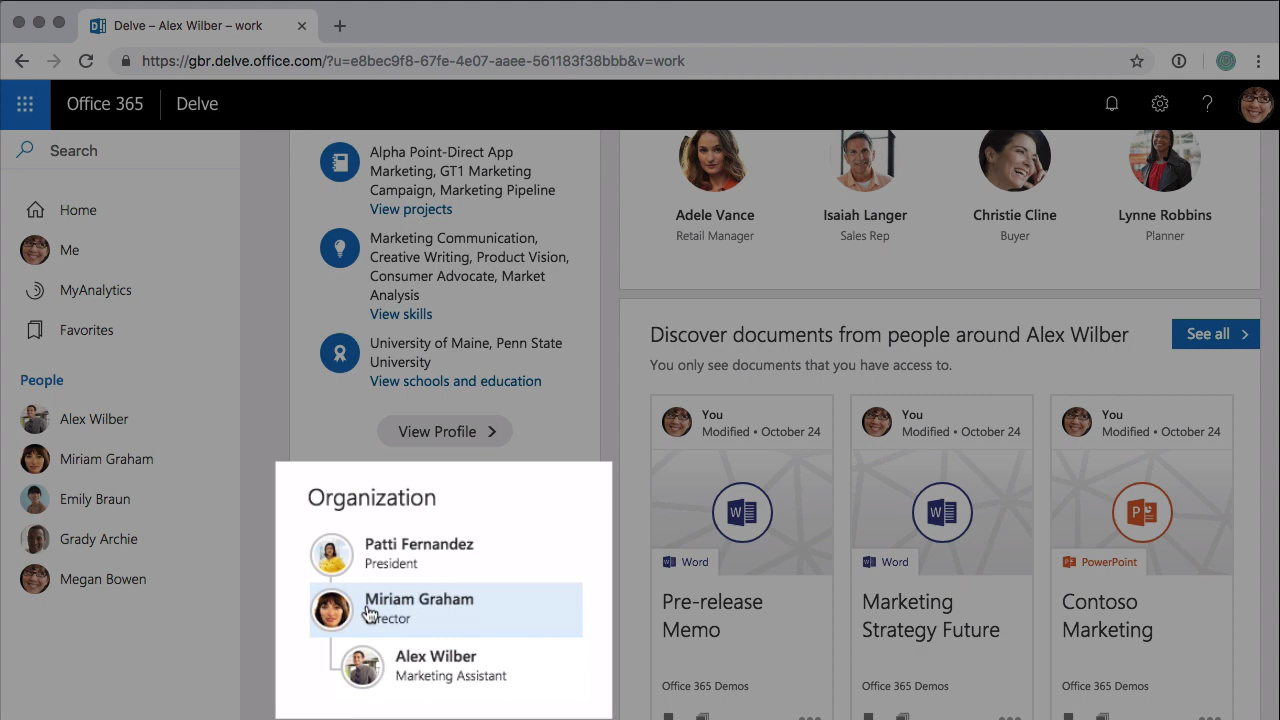 Delve – Alex Wilber – work
https://gbr.delve.office.com/?u=e8bec9f8-67fe-4e07-aaee-561183f38bbb&v=work
Office 365
Delve
Search
Home
Me
MyAnalytics
Favorites
People
Alex Wilber
Miriam Graham
Emily Braun
Grady Archie
Megan Bowen
Alpha Point-Direct App
Marketing, GT1 Marketing
Campaign, Marketing Pipeline
View projects
Marketing Communication,
Creative Writing, Product Vision,
Consumer Advocate, Market
Analysis
View skills
University of Maine, Penn State
University
View schools and education
View Profile
Organization
Patti Fernandez
President
Miriam Graham
Director
Alex Wilber
Marketing Assistant
Adele Vance
Retail Manager
Isaiah Langer
Sales Rep
Christie Cline
Buyer
Lynne Robbins
Planner
Discover documents from people around Alex Wilber
See all
You only see documents that you have access to.
You
Modified • October 24
W
Word
Pre-release
Memo
Office 365 Demos
You
Modified • October 24
W
Word
Marketing
Strategy Future
Office 365 Demos
You
Modified • October 24
P
PowerPoint
Contoso
Marketing
Office 365 Demos